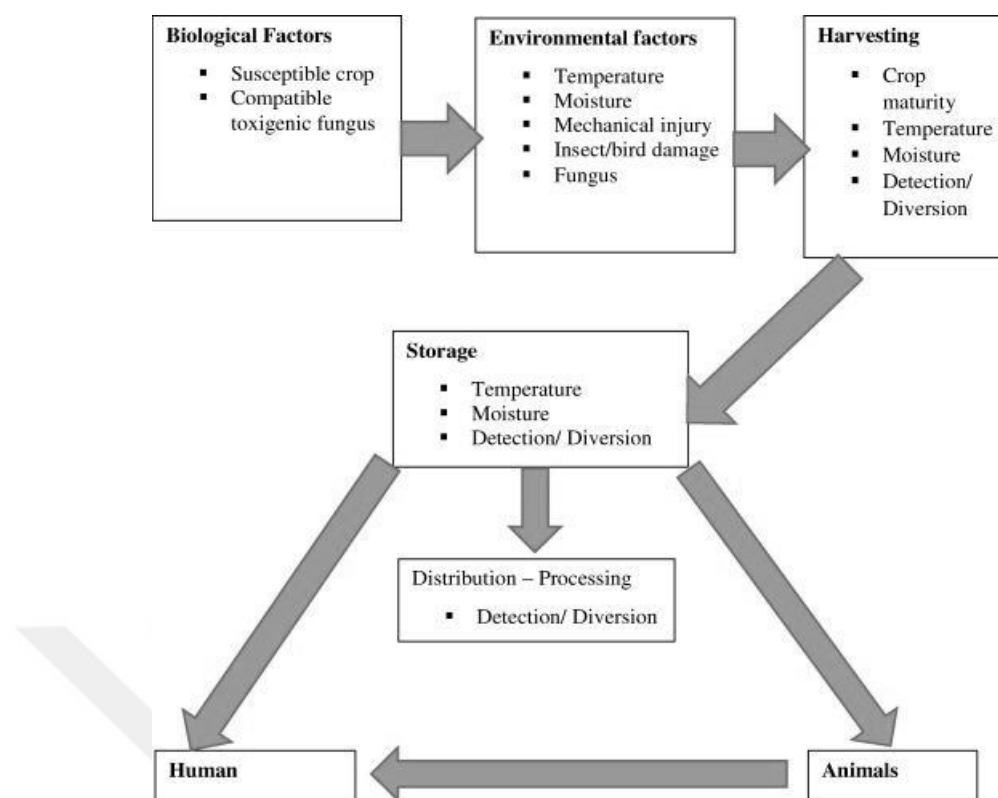 Biological Factors
▪ Susceptible crop
▪ Compatible
toxigenic fungus
Environmental factors
▪ Temperature
▪ Moisture
▪ Mechanical injury
▪ Insect/bird damage
▪ Fungus
Harvesting
▪ Crop
maturity
▪ Temperature
▪ Moisture
▪ Detection/
Diversion
Storage
▪ Temperature
▪ Moisture
▪ Detection/ Diversion
Distribution – Processing
▪ Detection/ Diversion
Human
Animals